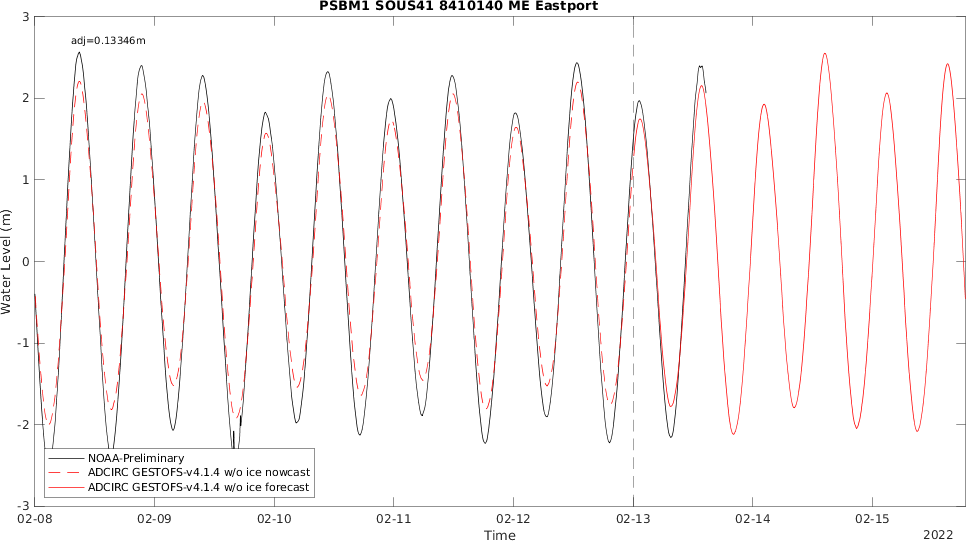 PSBM1 SOUS41 8410140 ME Eastport
adj=0.13346m
3
2
1
0
-1
-2
-3
Water Level (m)
NOAA-Preliminary
ADCIRC GESTOFS-v4.1.4 w/o ice nowcast
ADCIRC GESTOFS-v4.1.4 w/o ice forecast
02-08 02-09 02-10 02-11 02-12 02-13 02-14 02-15
Time
2022